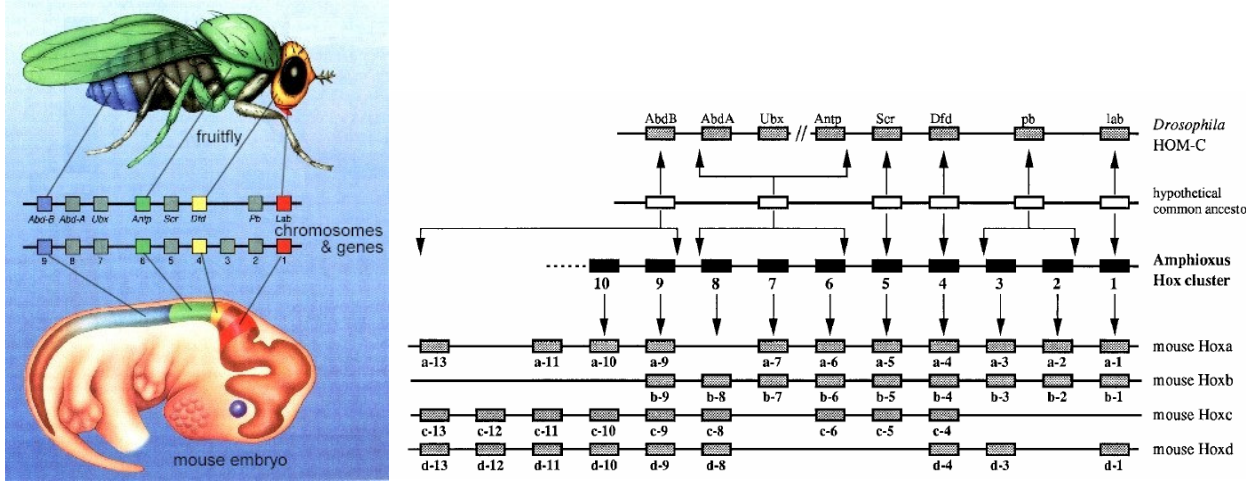 fruitfly
Abd-B Abd-A Ubx Antp Scr Dfd Pb Lab
chromosomes
& genes
9 8 7 6 5 4 3 2 1
mouse embryo
AbdB AbdA Ubx Antp Scr Dfd pb lab
//
Drosophila
HOM-C
hypothetical
common ancesto
Amphioxus
Hox cluster
10 9 8 7 6 5 4 3 2 1
mouse Hoxa
a-13 a-11 a-10 a-9 a-7 a-6 a-5 a-4 a-3 a-2 a-1
mouse Hoxb
b-9 b-8 b-7 b-6 b-5 b-4 b-3 b-2 b-1
mouse Hoxc
c-13 c-12 c-11 c-10 c-9 c-8 c-6 c-5 c-4
mouse Hoxd
d-13 d-12 d-11 d-10 d-9 d-8 d-4 d-3 d-1